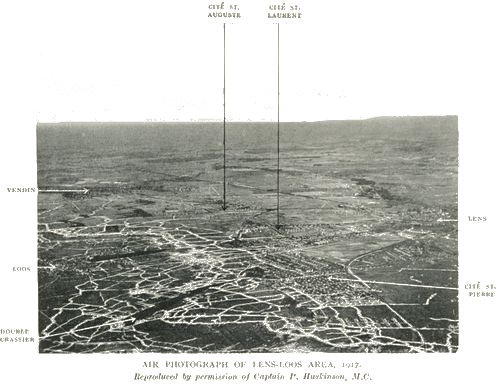 CITÉ ST.
AUGUSTE
CITÉ ST.
LAURENT
VENDIN
LENS
LOOS
CITÉ ST.
PIERRE
DOUBLE
CRASSIER
AIR PHOTOGRAPH OF LENS-LOOS AREA, 1917.
Reproduced by permission of Captain P. Huskinson, M.C.